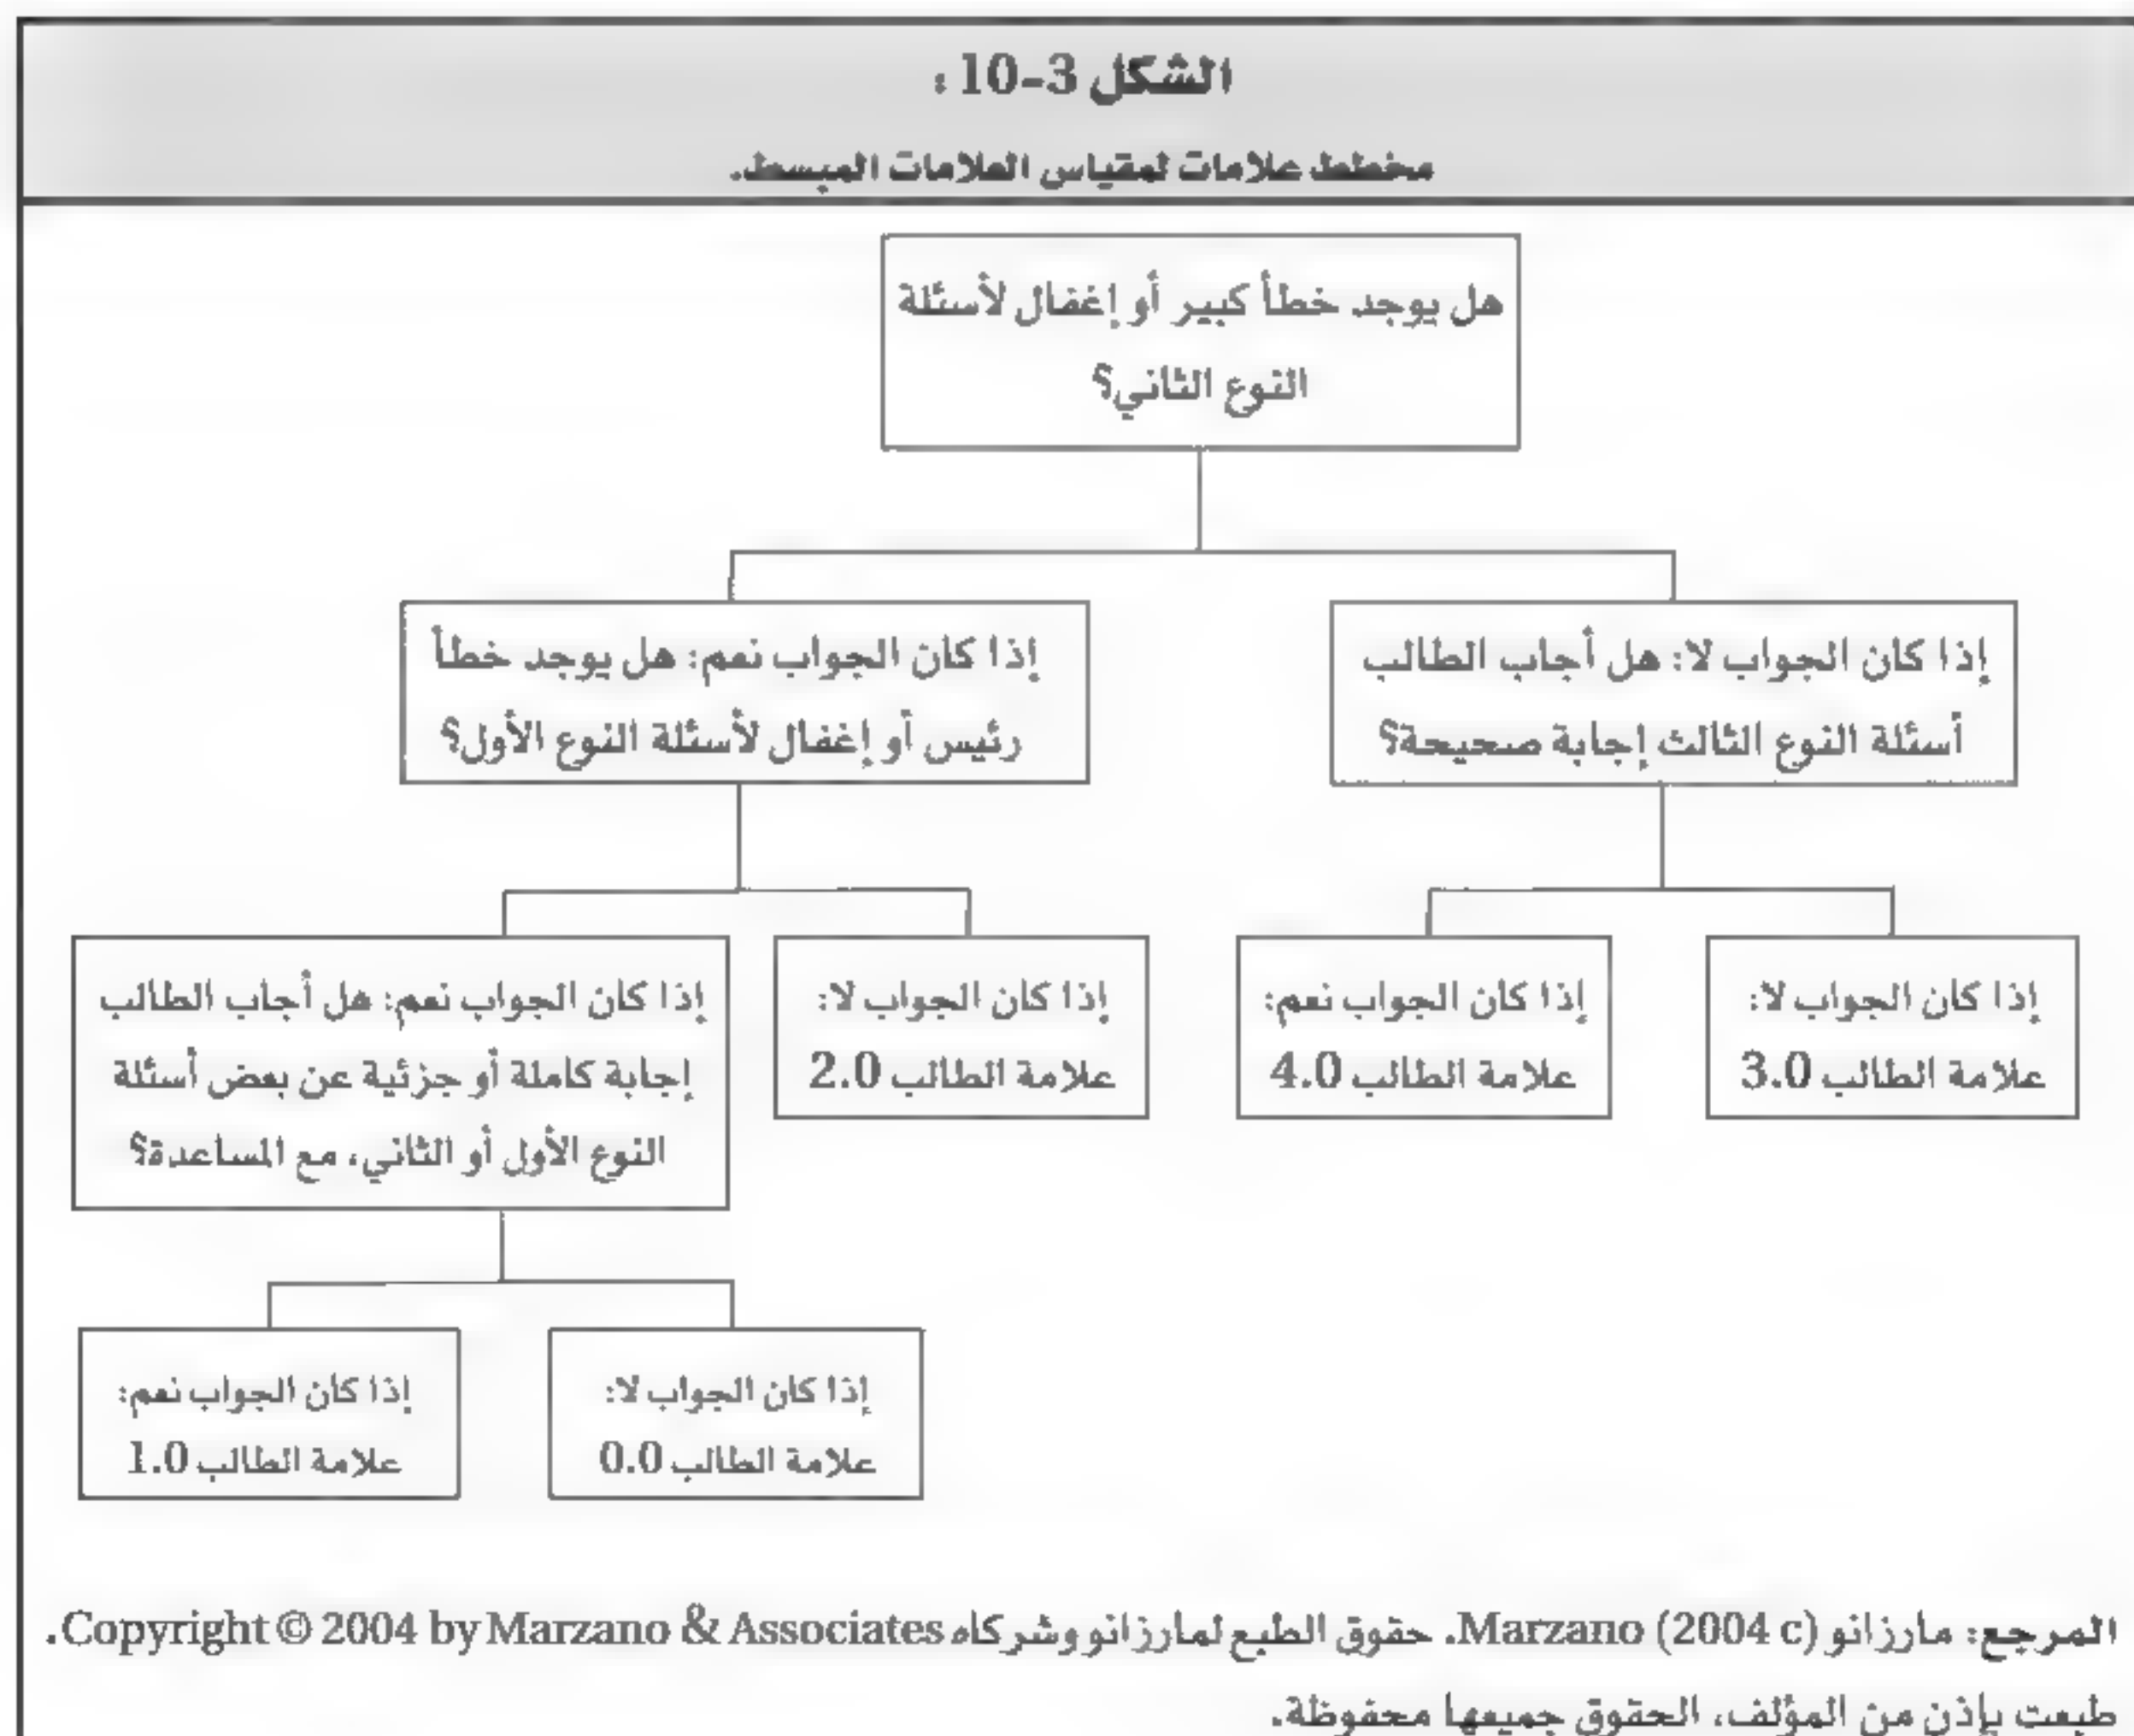 الشكل 3-10:
مخطط علامات لمقياس العلامات المبسط.
هل يوجد خطأ كبير أو إغفال لأسئلة
النوع الثاني؟
إذا كان الجواب لا: هل أجاب الطالب
أسئلة النوع الثالث إجابة صحيحة؟
إذا كان الجواب نعم: هل يوجد خطأ
رئيس أو إغفال لأسئلة النوع الأول؟
إذا كان الجواب لا:
علامة الطالب 3.0
إذا كان الجواب نعم:
علامة الطالب 4.0
إذا كان الجواب لا:
علامة الطالب 2.0
إذا كان الجواب نعم: هل أجاب الطالب
إجابة كاملة أو جزئية عن بعض أسئلة
النوع الأول أو الثاني، مع المساعدة؟
إذا كان الجواب لا:
علامة الطالب 0.0
إذا كان الجواب نعم:
علامة الطالب 1.0
المرجع: مارزانو Marzano (2004 c). حقوق الطبع لمارزانو وشركاه Copyright © 2004 by Marzano & Associates.
طبعت بإذن من المؤلف، الحقوق جميعها محفوظة.